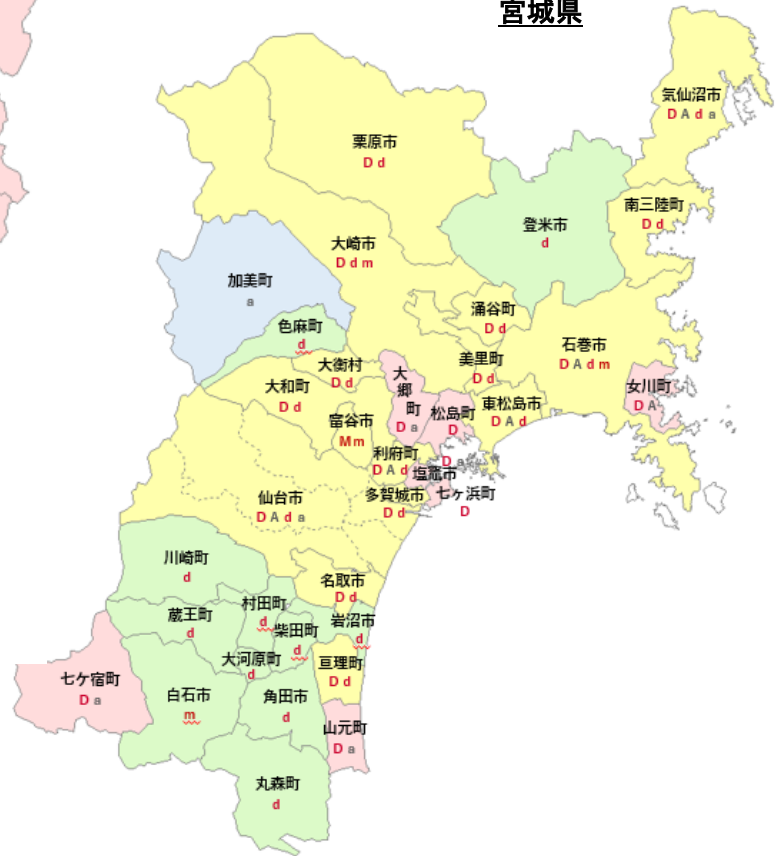 宮城県
気仙沼市
D A d a
栗原市
D d
南三陸町
D d
登米市
d
大崎市
D d m
加美町
a
涌谷町
D d
色麻町
d
石巻市
D A d m
美里町
D d
大衡村
D d
大郷町
D a
女川町
D A
大和町
D d
松島町
D
東松島市
D A d
富谷市
M m
利府町
D A d
塩竈市
D a
多賀城市
D d
七ヶ浜町
D
仙台市
D A d a
川崎町
d
名取市
D d
村田町
d
蔵王町
d
岩沼市
d
柴田町
d
大河原町
d
亘理町
D d
七ケ宿町
D a
白石市
m
角田市
d
山元町
D a
丸森町
d